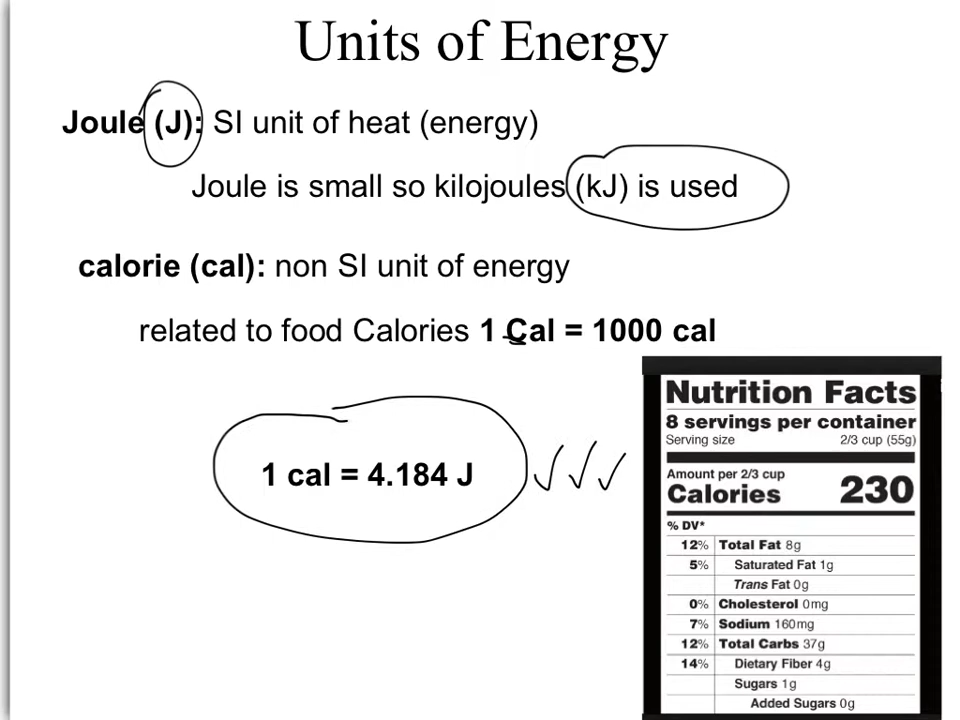 Units of Energy
Joule (J): SI unit of heat (energy)
Joule is small so kilojoules (kJ) is used
calorie (cal): non SI unit of energy
related to food Calories 1 Cal = 1000 cal
1 cal = 4.184 J
Nutrition Facts
8 servings per container
Serving size 2/3 cup (55g)
Amount per 2/3 cup
Calories 230
% DV*
12% Total Fat 8g
5% Saturated Fat 1g
Trans Fat 0g
0% Cholesterol 0mg
7% Sodium 160mg
12% Total Carbs 37g
14% Dietary Fiber 4g
Sugars 1g
Added Sugars 0g